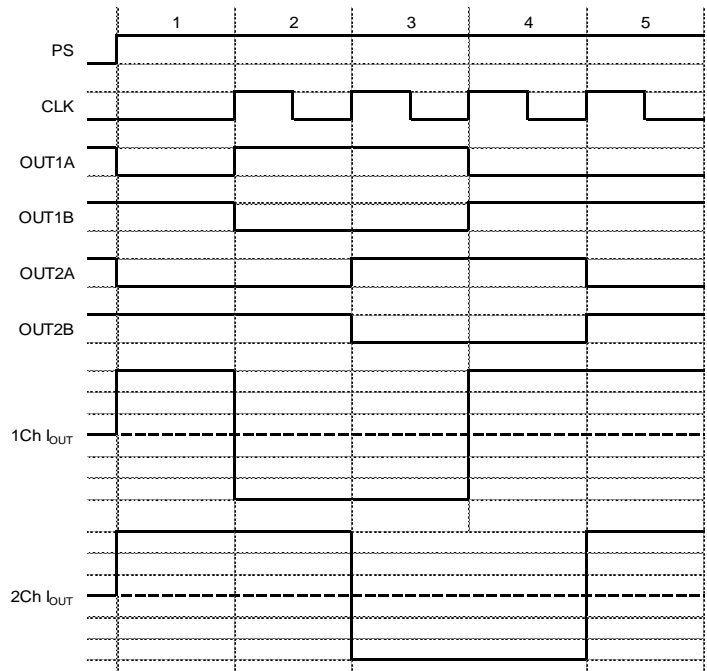 1 2 3 4 5
PS
CLK
OUT1A
OUT1B
OUT2A
OUT2B
1Ch IOUT
2Ch IOUT